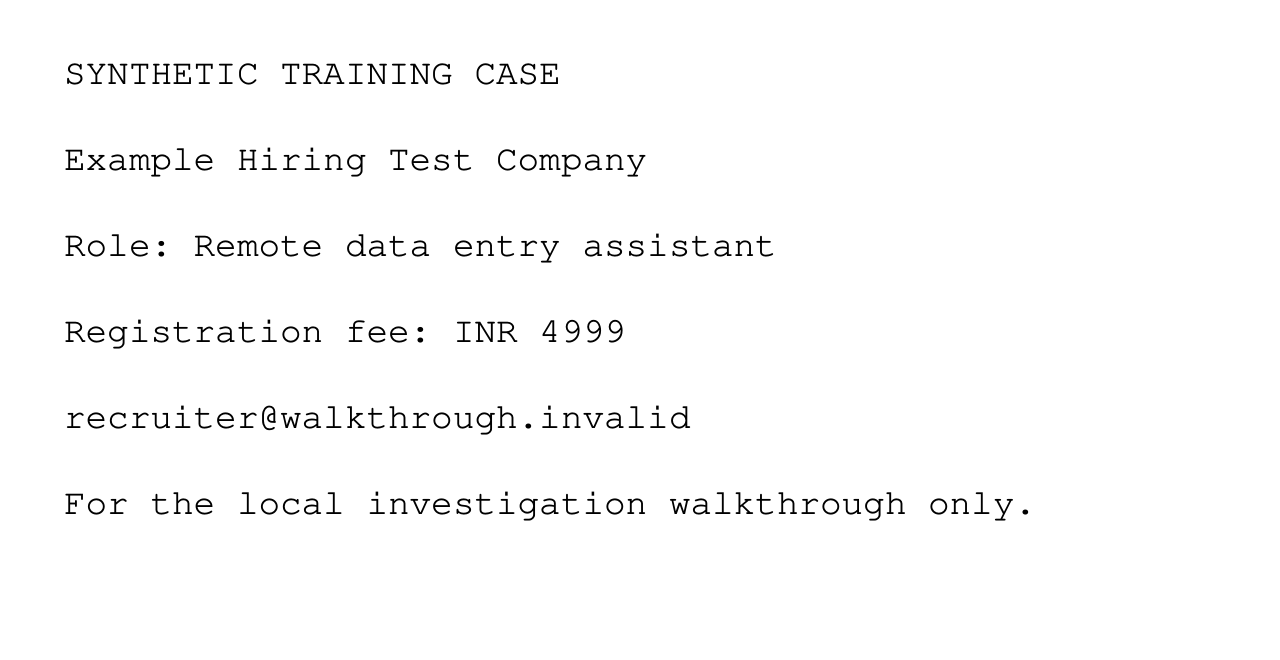 SYNTHETIC TRAINING CASE
Example Hiring Test Company
Role: Remote data entry assistant
Registration fee: INR 4999
recruiter@walkthrough.invalid
For the local investigation walkthrough only.